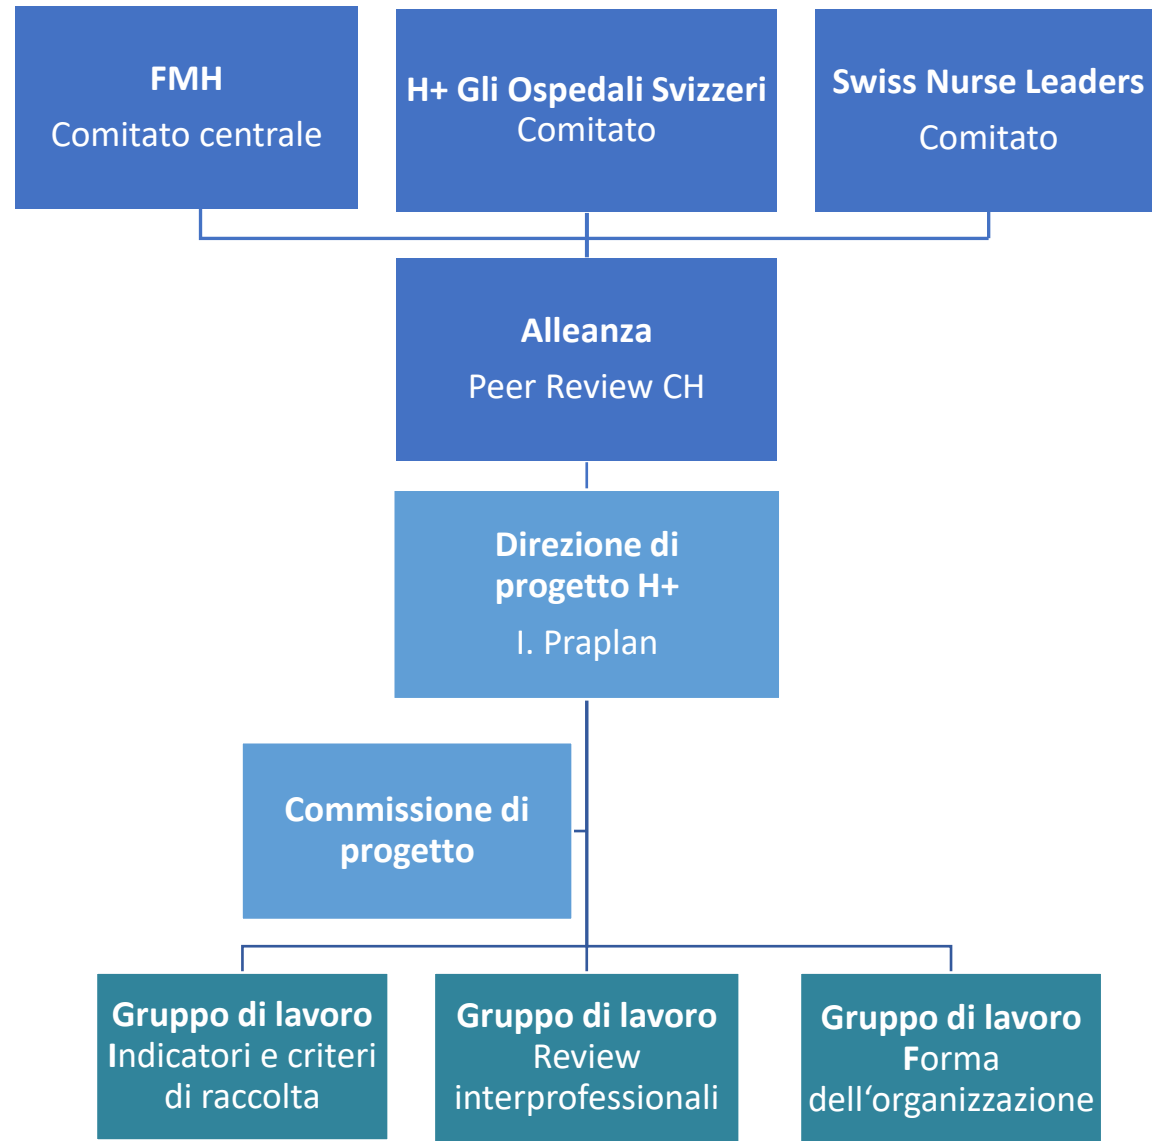 FMH
Comitato centrale
H+ Gli Ospedali Svizzeri
Comitato
Swiss Nurse Leaders
Comitato
Alleanza
Peer Review CH
Direzione di
progetto H+
I. Praplan
Commissione di
progetto
Gruppo di lavoro
Indicatori e criteri
di raccolta
Gruppo di lavoro
Review
interprofessionali
Gruppo di lavoro
Forma
dell‘organizzazione